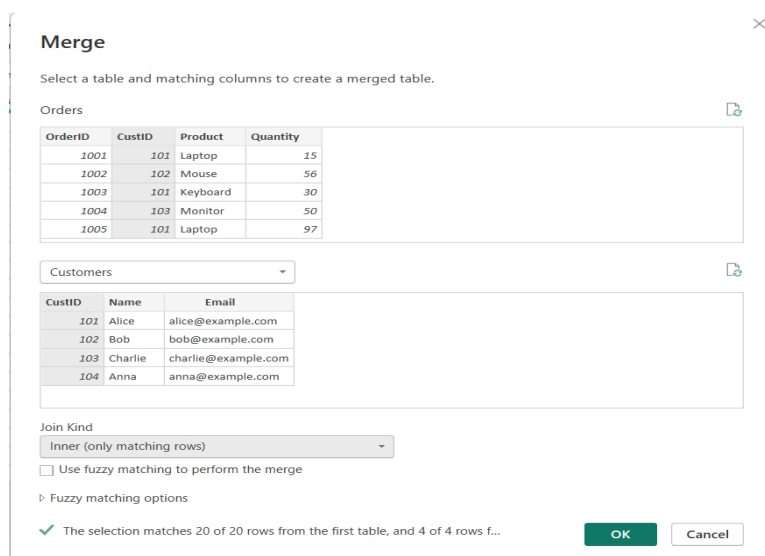 Merge
Select a table and matching columns to create a merged table.
Orders
OrderID CustID Product Quantity
1001 101 Laptop 15
1002 102 Mouse 56
1003 101 Keyboard 30
1004 103 Monitor 50
1005 101 Laptop 97
Customers
CustID Name Email
101 Alice alice@example.com
102 Bob bob@example.com
103 Charlie charlie@example.com
104 Anna anna@example.com
Join Kind
Inner (only matching rows)
Use fuzzy matching to perform the merge
Fuzzy matching options
The selection matches 20 of 20 rows from the first table, and 4 of 4 rows f...
OK Cancel